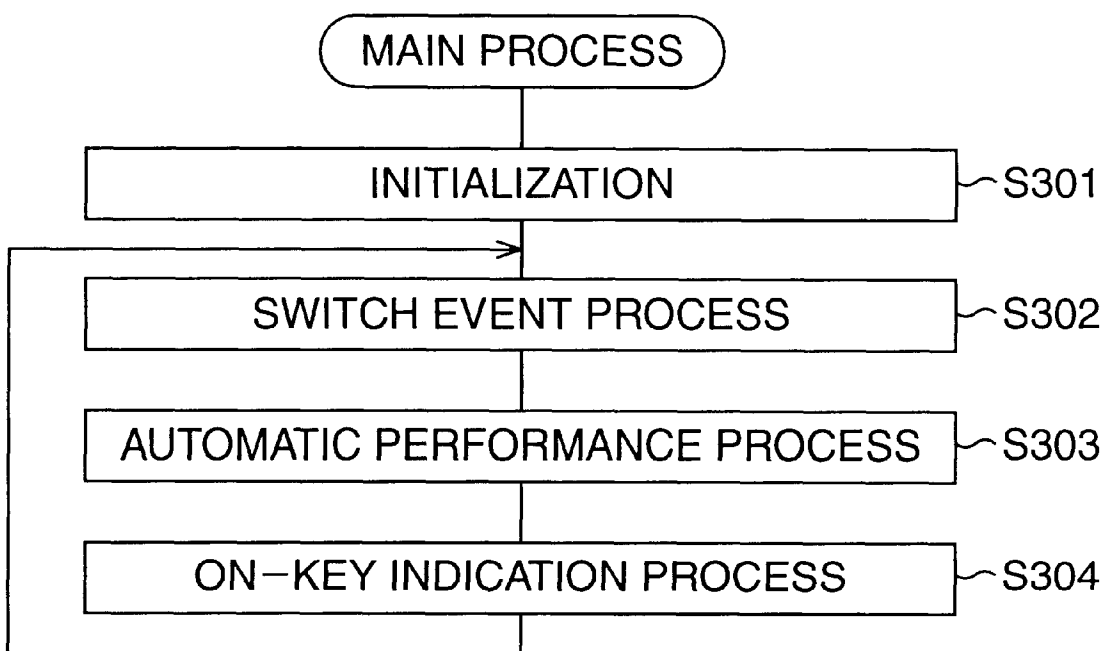 MAIN PROCESS
INITIALIZATION S301
SWITCH EVENT PROCESS S302
AUTOMATIC PERFORMANCE PROCESS S303
ON-KEY INDICATION PROCESS S304